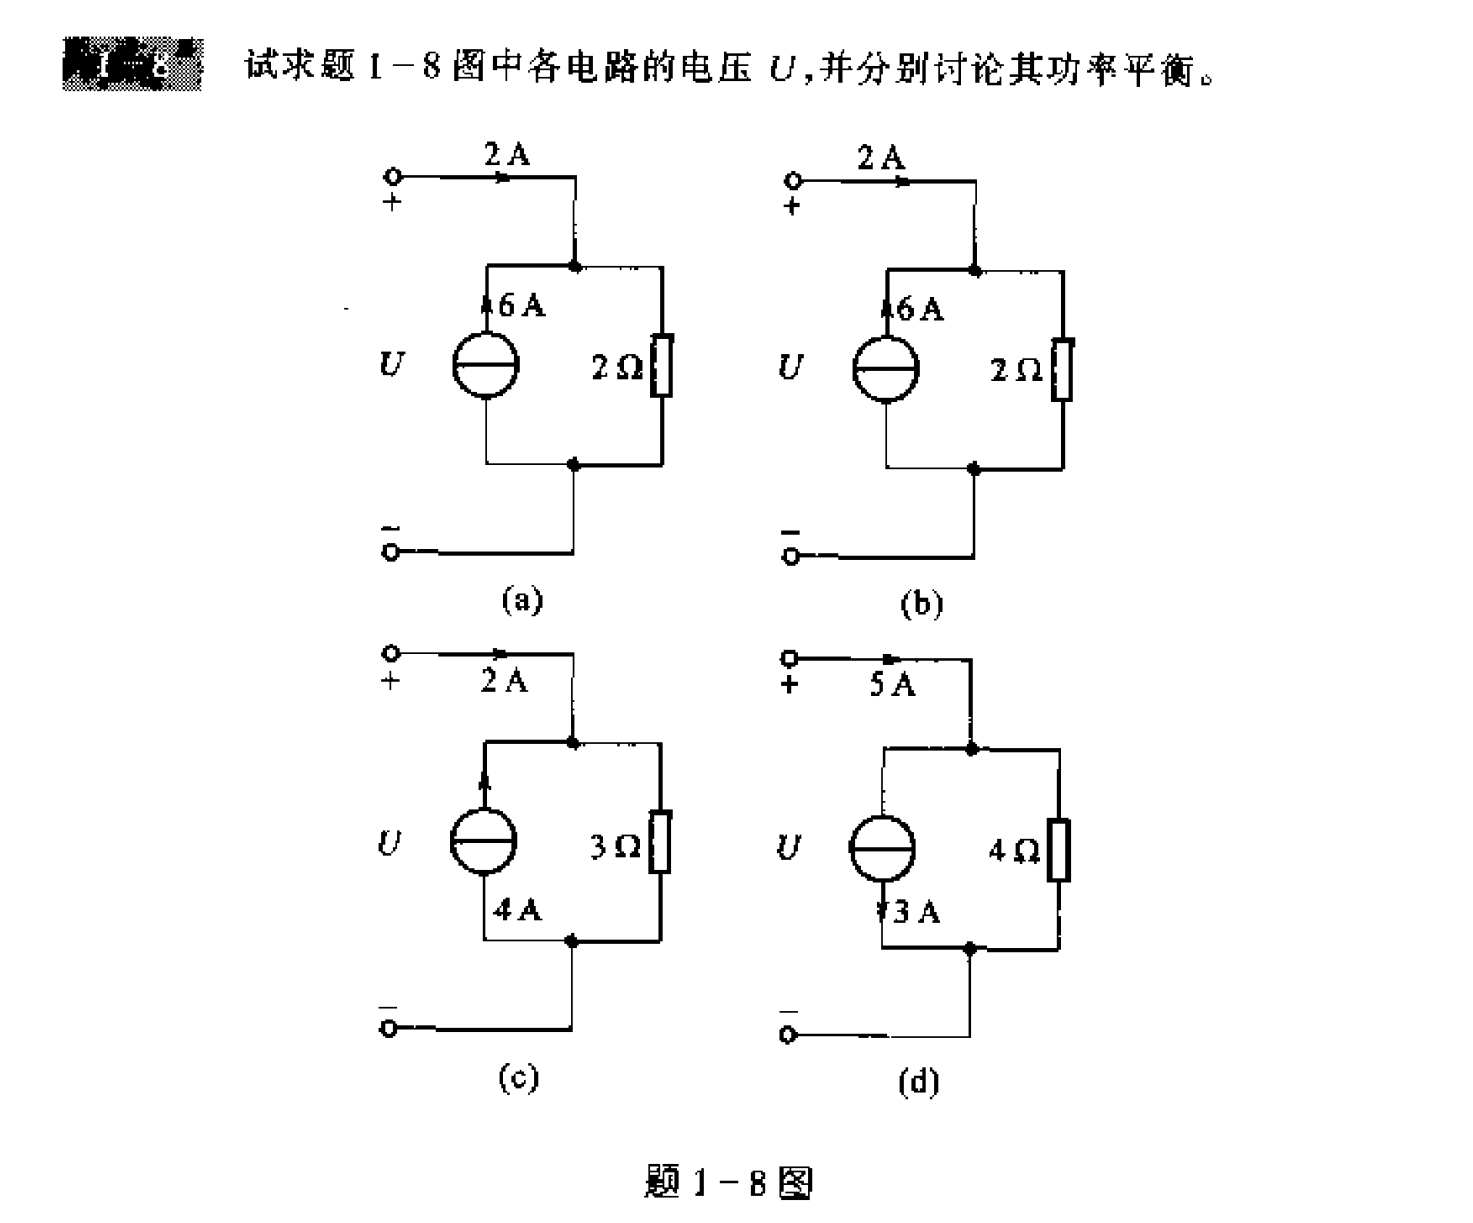 1-8 试求题1-8图中各电路的电压 U,并分别讨论其功率平衡。
2 A 2 A
+ +
6 A 6 A
U 2 Ω U 2 Ω
− −
(a) (b)
2 A 5 A
+ +
U 3 Ω U 4 Ω
4 A 3 A
− −
(c) (d)
题1-8图